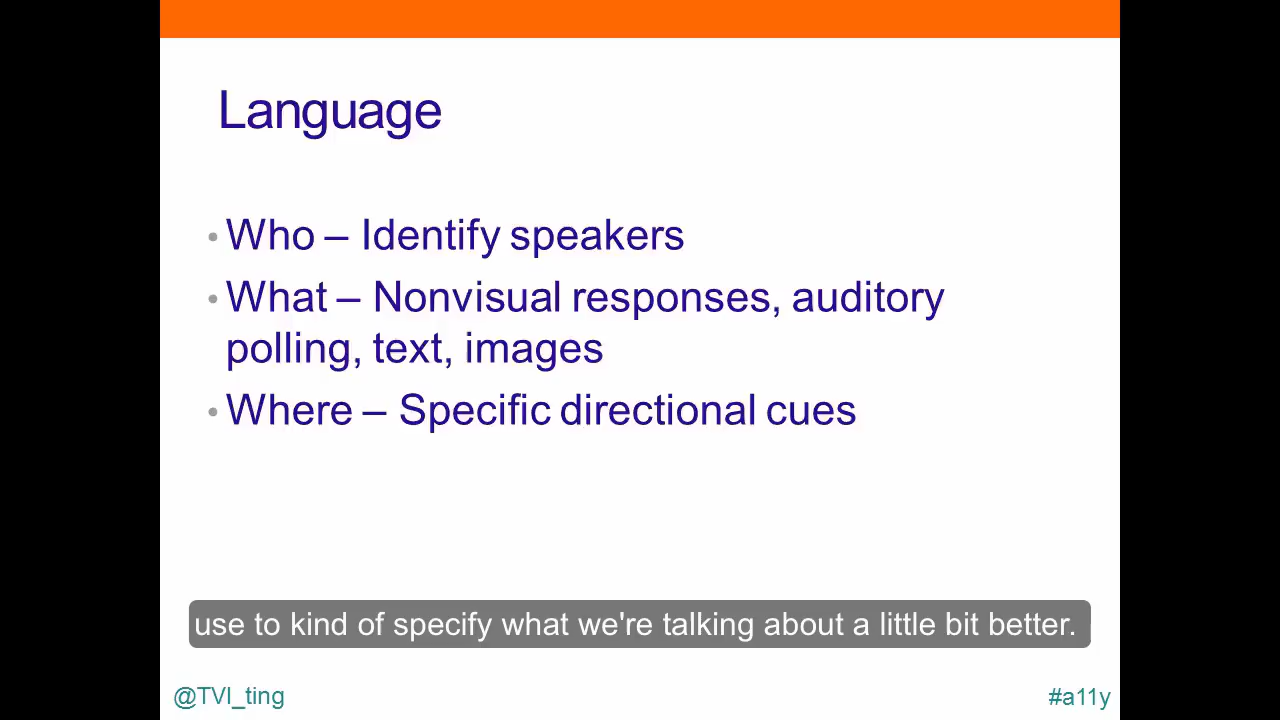 Language
• Who – Identify speakers
• What – Nonvisual responses, auditory
polling, text, images
• Where – Specific directional cues
use to kind of specify what we're talking about a little bit better.
@TVI_ting
#a11y